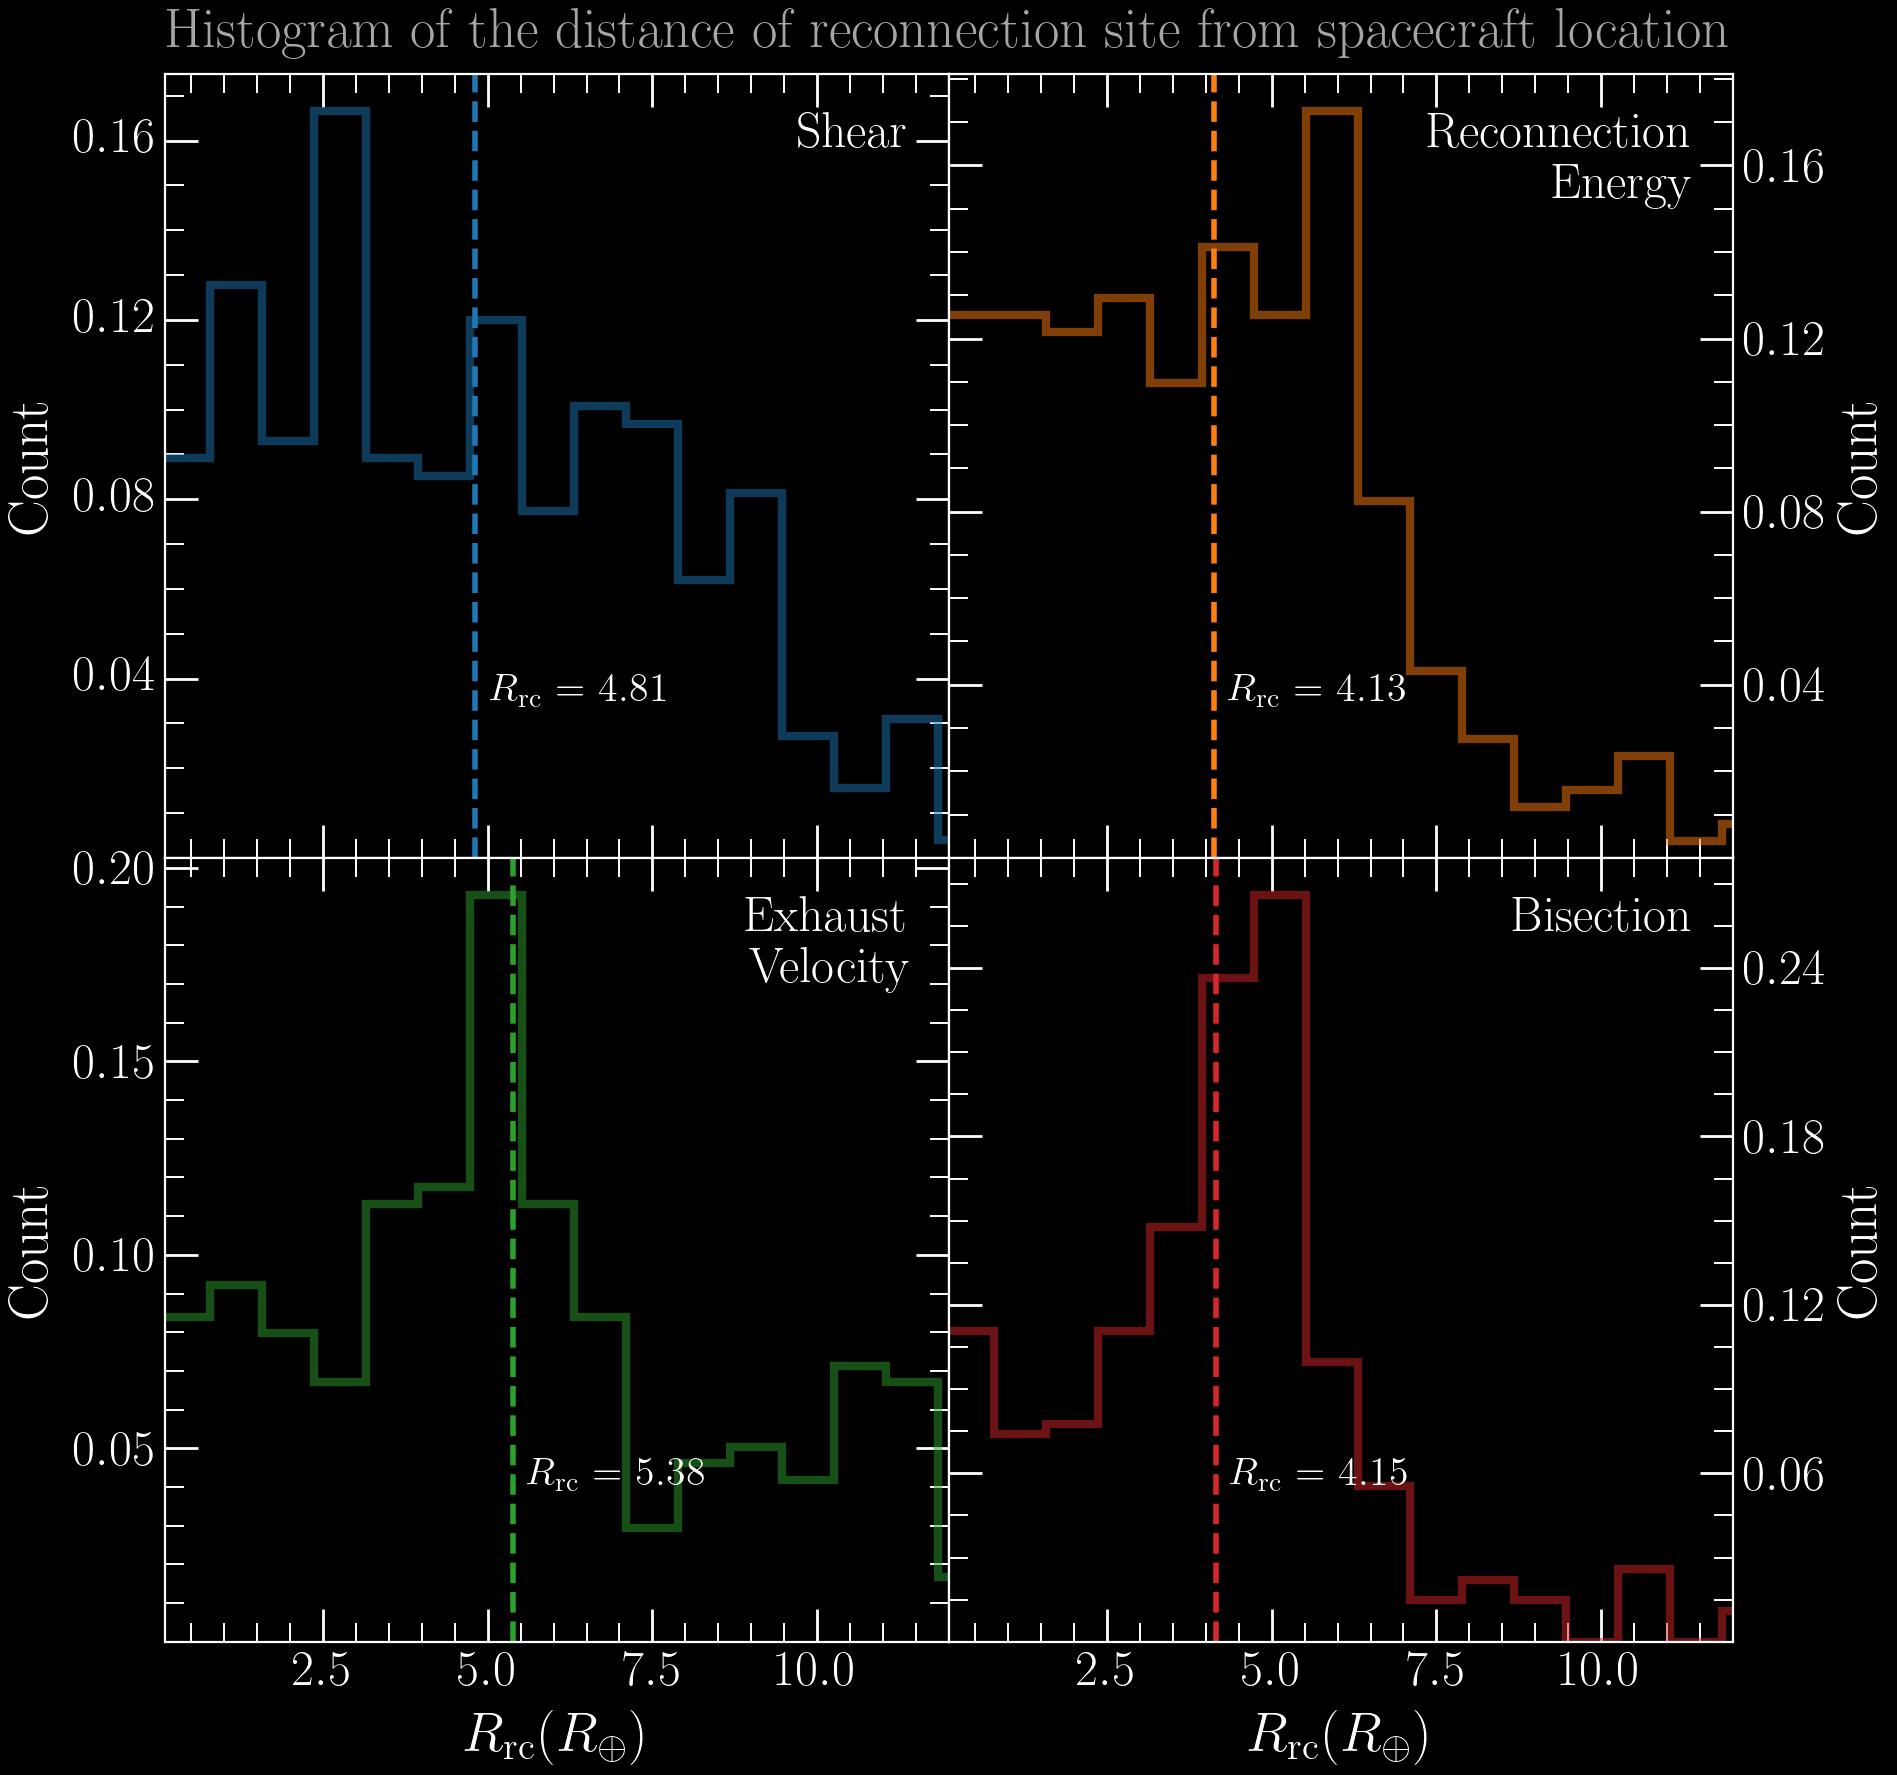 Histogram of the distance of reconnection site from spacecraft location
Shear
0.16
0.12
0.08
0.04
Count
R_rc = 4.81
Reconnection
Energy
0.16
0.12
0.08
0.04
Count
R_rc = 4.13
Exhaust
Velocity
0.20
0.15
0.10
0.05
Count
R_rc = 5.38
2.5 5.0 7.5 10.0
R_rc(R_⊕)
Bisection
0.24
0.18
0.12
0.06
Count
R_rc = 4.15
2.5 5.0 7.5 10.0
R_rc(R_⊕)